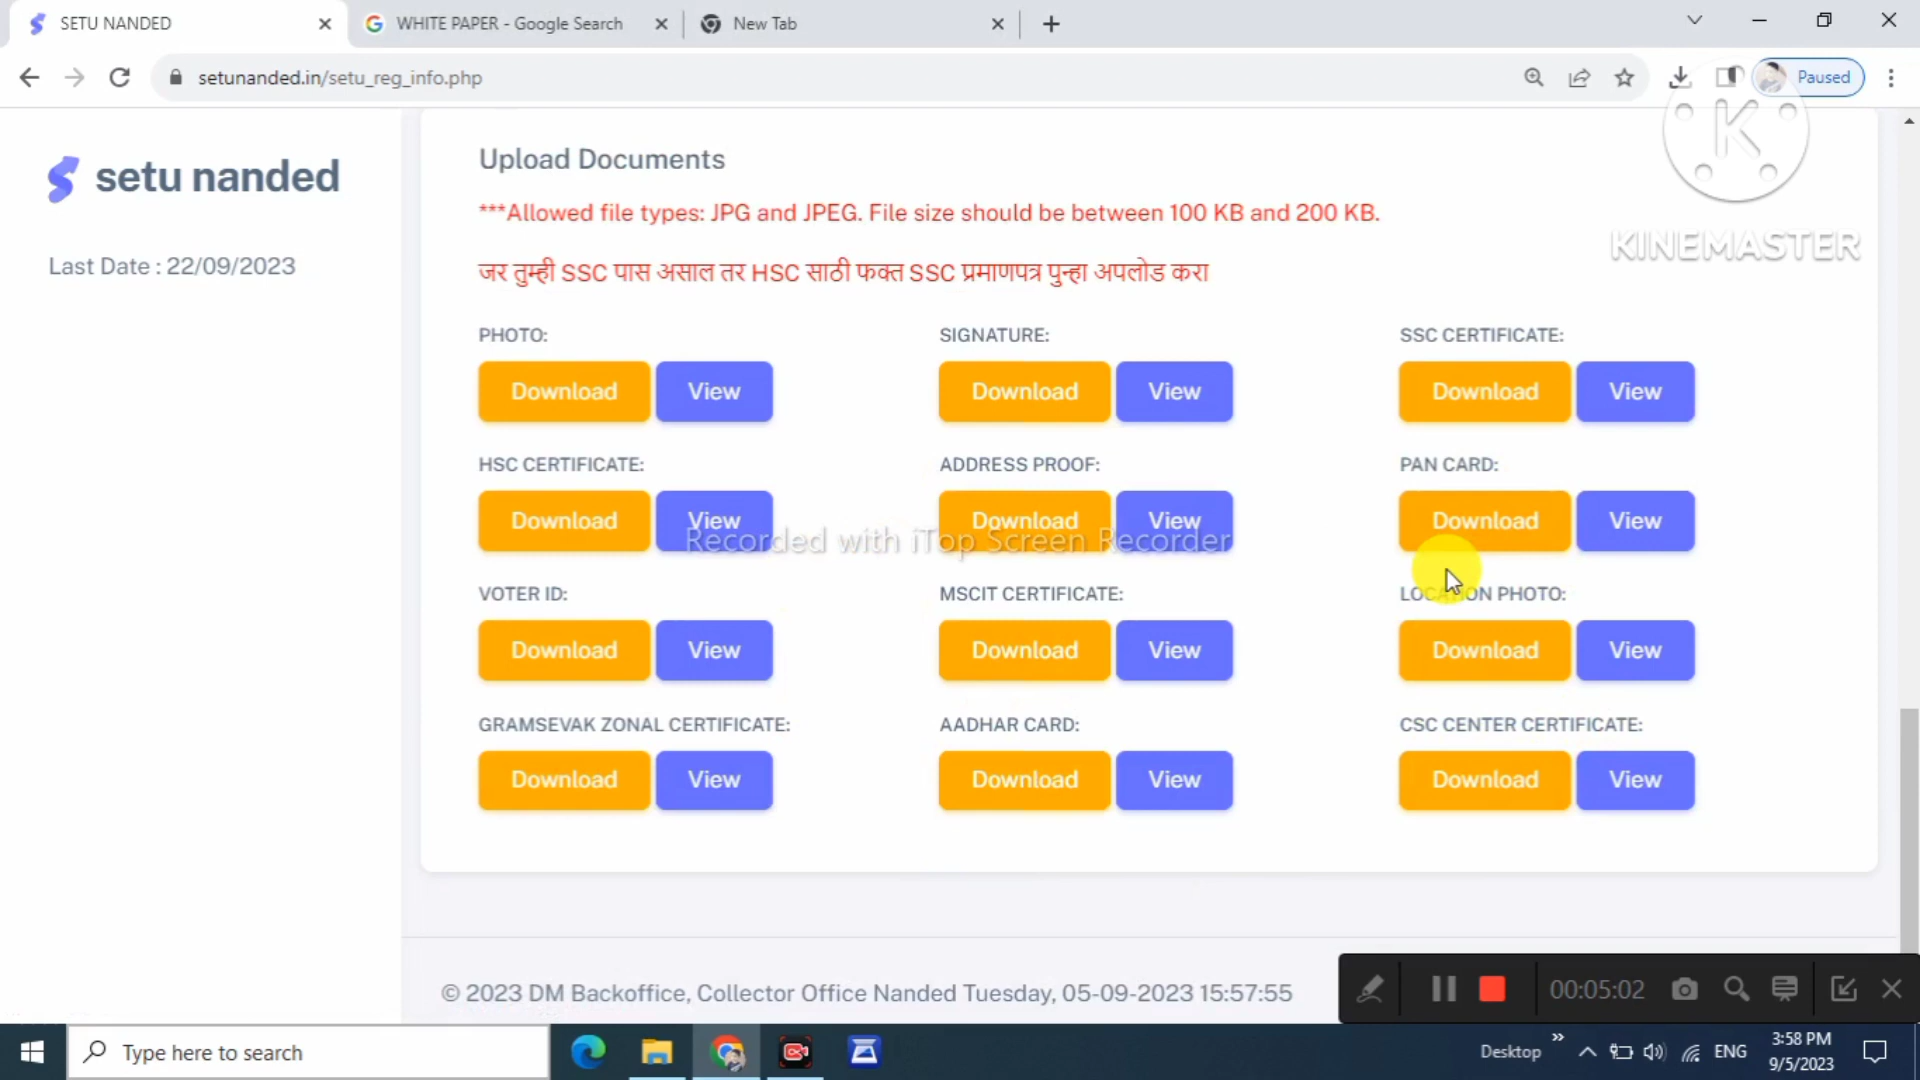 SETU NANDED
WHITE PAPER - Google Search
New Tab
setunanded.in/setu_reg_info.php
Paused
K
KINEMASTER
setu nanded
Last Date : 22/09/2023
Upload Documents
***Allowed file types: JPG and JPEG. File size should be between 100 KB and 200 KB.
जर तुम्ही SSC पास असाल तर HSC साठी फक्त SSC प्रमाणपत्र पुन्हा अपलोड करा
PHOTO: SIGNATURE: SSC CERTIFICATE:
Download View Download View Download View
HSC CERTIFICATE: ADDRESS PROOF: PAN CARD:
Download View Download View Download View
Recorded with iTop Screen Recorder
VOTER ID: MSCIT CERTIFICATE: LOCATION PHOTO:
Download View Download View Download View
GRAMSEVAK ZONAL CERTIFICATE: AADHAR CARD: CSC CENTER CERTIFICATE:
Download View Download View Download View
© 2023 DM Backoffice, Collector Office Nanded Tuesday, 05-09-2023 15:57:55
00:05:02
Type here to search
Desktop
ENG
3:58 PM
9/5/2023